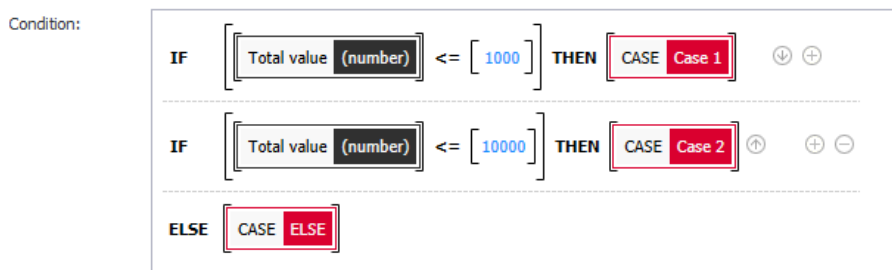 Condition:
IF Total value (number) <= 1000 THEN CASE Case 1
IF Total value (number) <= 10000 THEN CASE Case 2
ELSE CASE ELSE